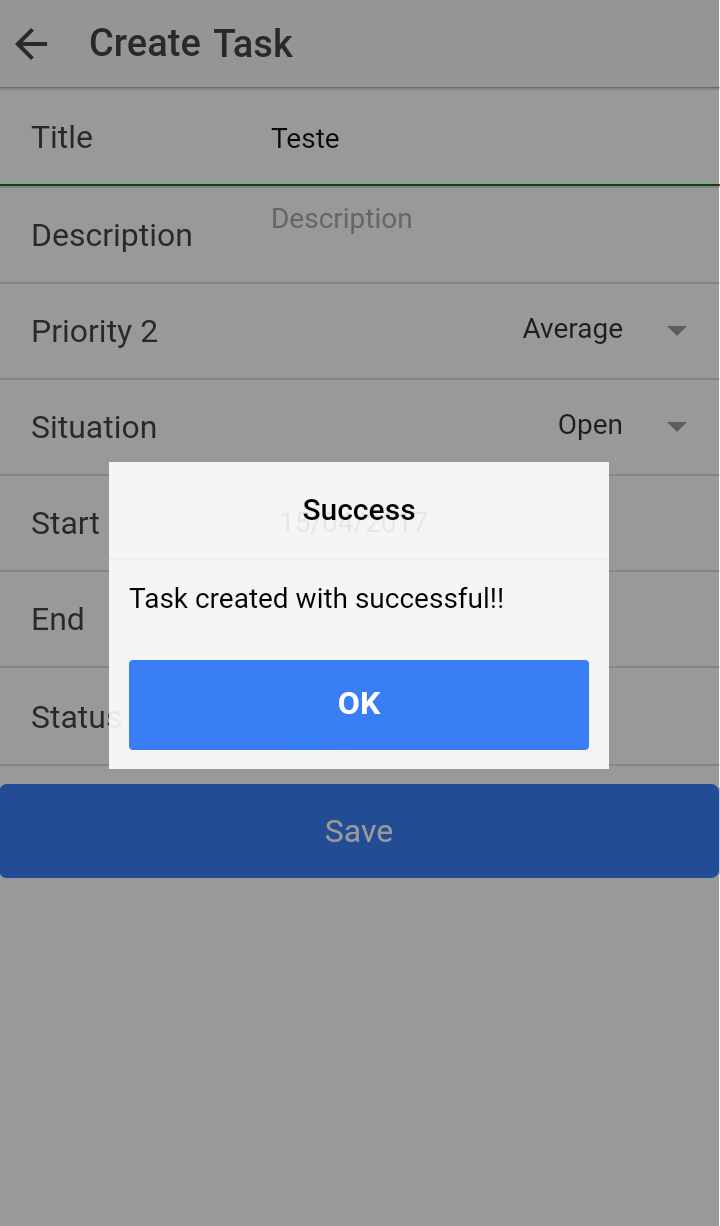 Create Task
Title Teste
Description Description
Priority 2 Average
Situation Open
Start 15/04/2017
Success
Task created with successful!!
End
OK
Status
Save